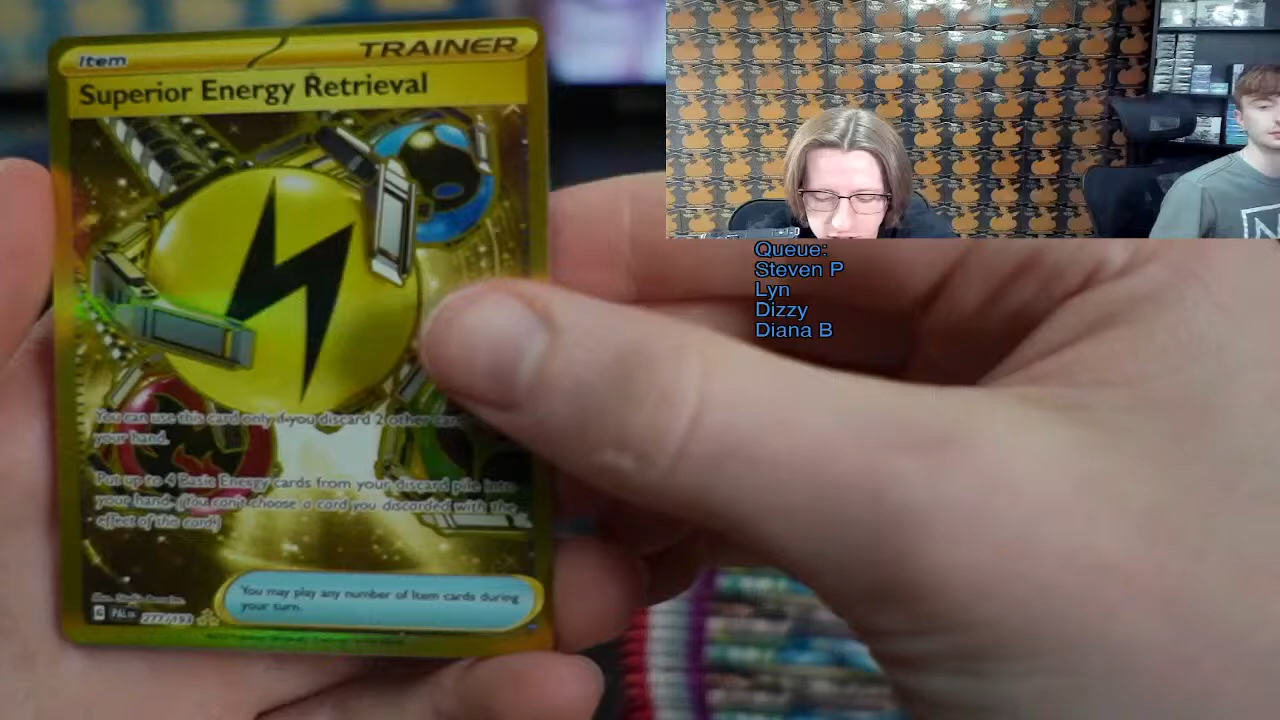 Item
TRAINER
Superior Energy Retrieval
You can use this card only if you discard 2 other
your hand.
Put up to 4 Basic Energy cards from your discard pile into
your hand. (You can't choose a card you discarded with the
effect of this card.)
You may play any number of Item cards during
your turn.
G PAL EN 277/193
Queue:
Steven P
Lyn
Dizzy
Diana B
N